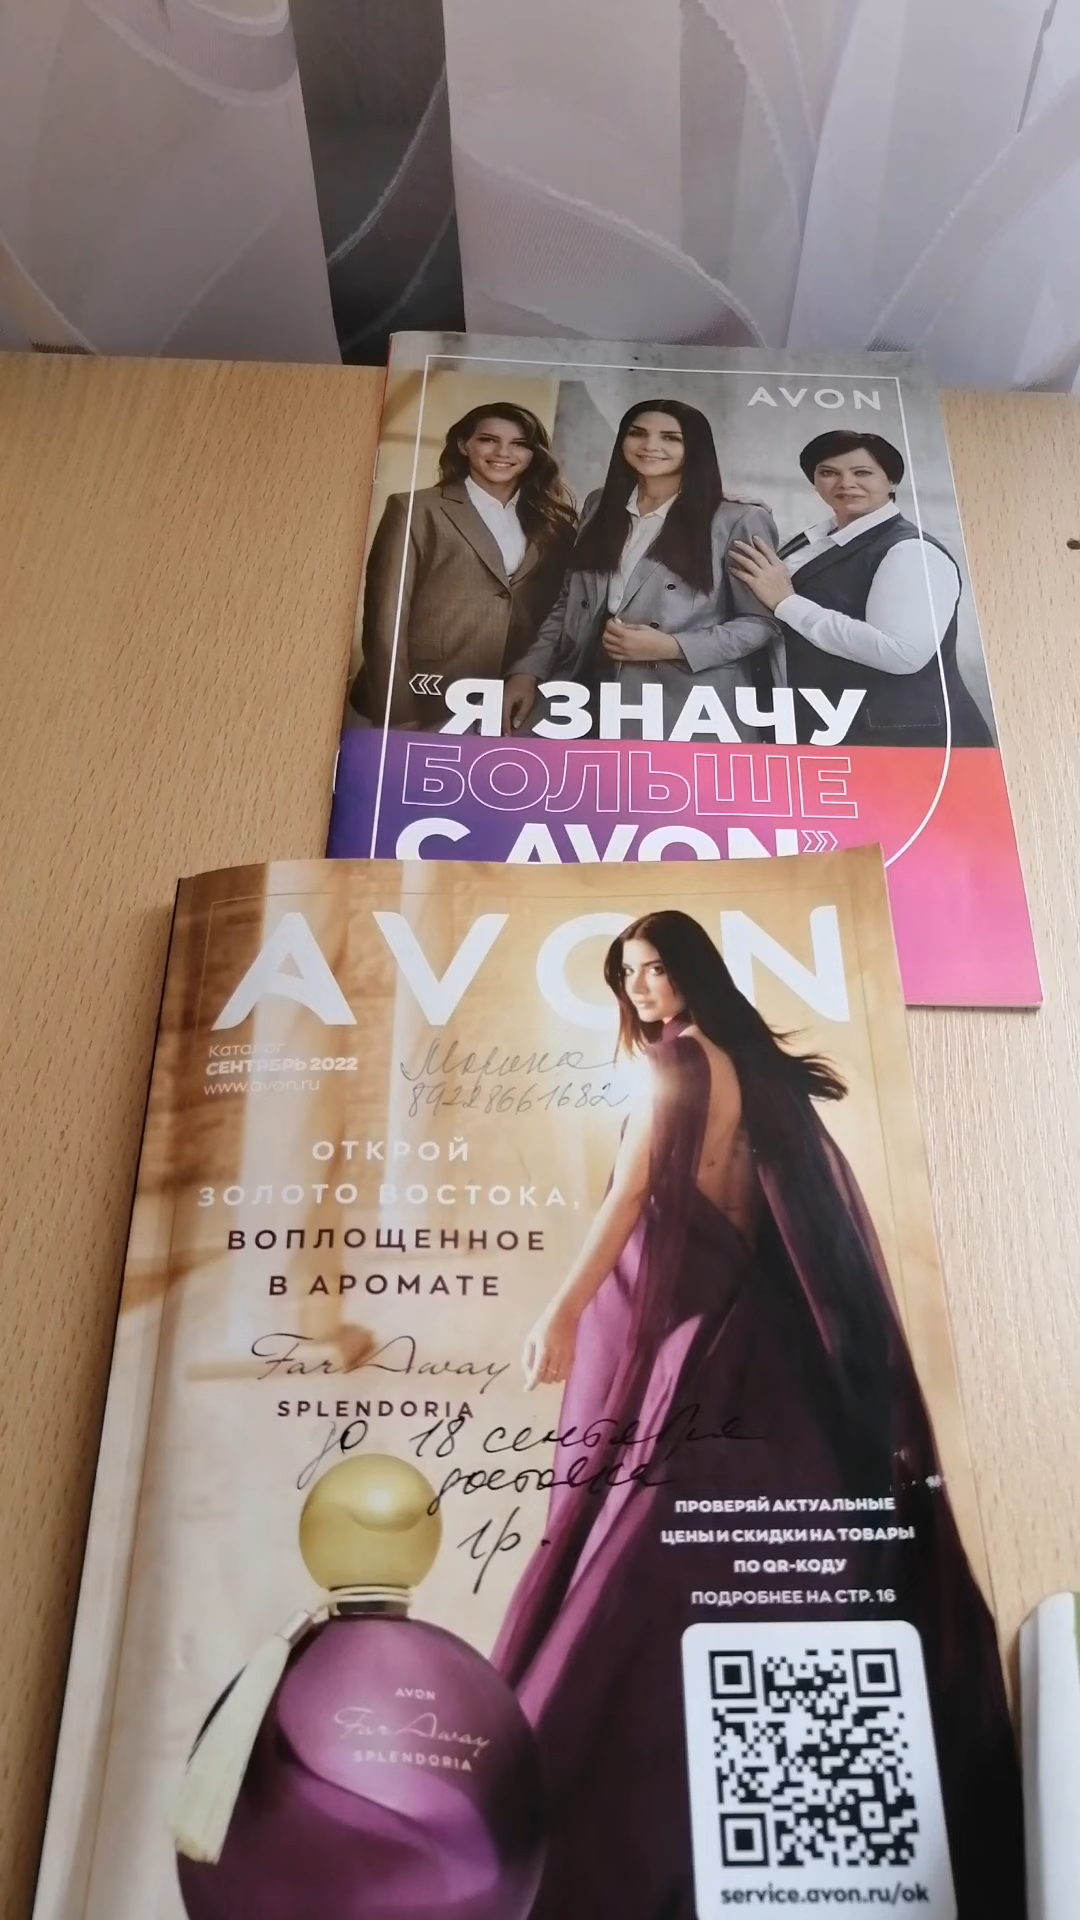 AVON
«Я ЗНАЧУ
БОЛЬШЕ
С AVON»
AVON
Каталог
СЕНТЯБРЬ 2022
www.avon.ru
Марина
89228661682
ОТКРОЙ
ЗОЛОТО ВОСТОКА,
ВОПЛОЩЕННОЕ
В АРОМАТЕ
Far Away
SPLENDORIA
до 18 сентября
доставка
1р.
ПРОВЕРЯЙ АКТУАЛЬНЫЕ
ЦЕНЫ И СКИДКИ НА ТОВАРЫ
ПО QR-КОДУ
ПОДРОБНЕЕ НА СТР. 16
AVON
Far Away
SPLENDORIA
service.avon.ru/ok